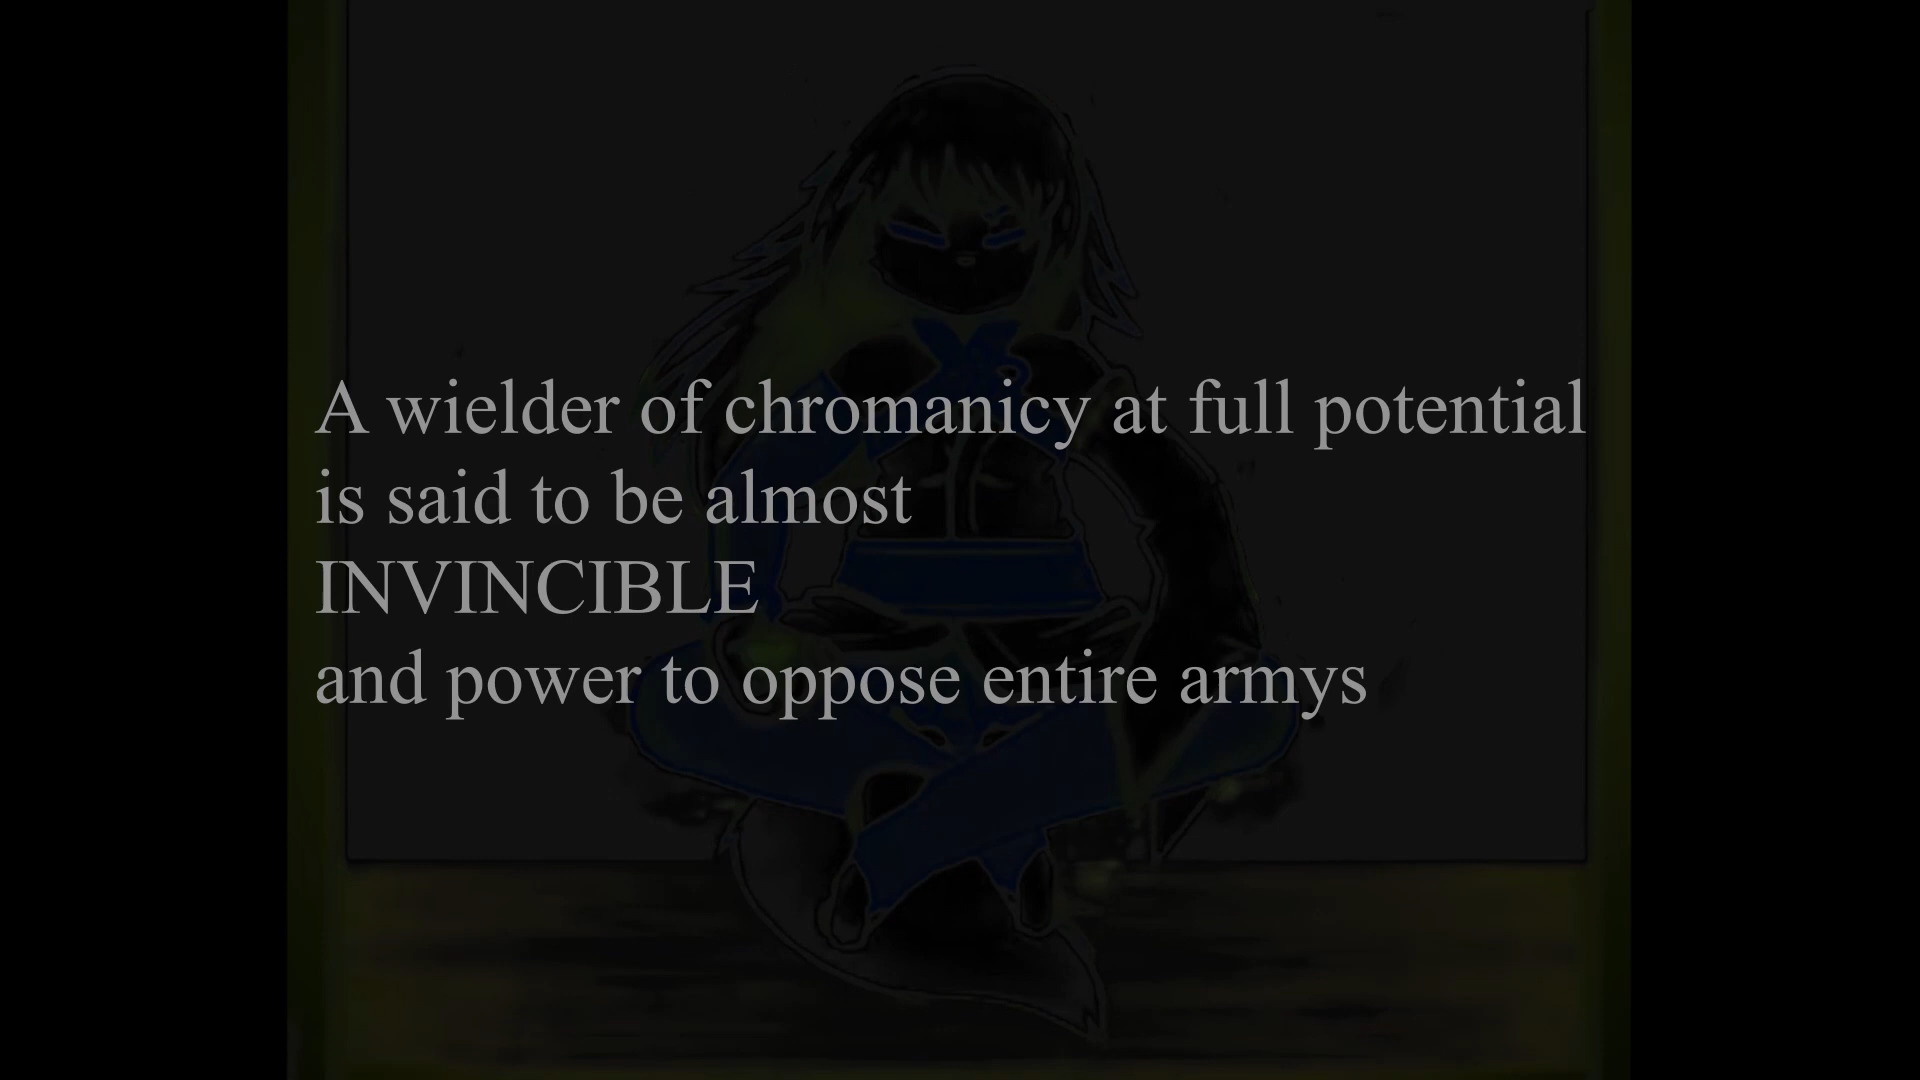 A wielder of chromanicy at full potential
is said to be almost
INVINCIBLE
and power to oppose entire armys